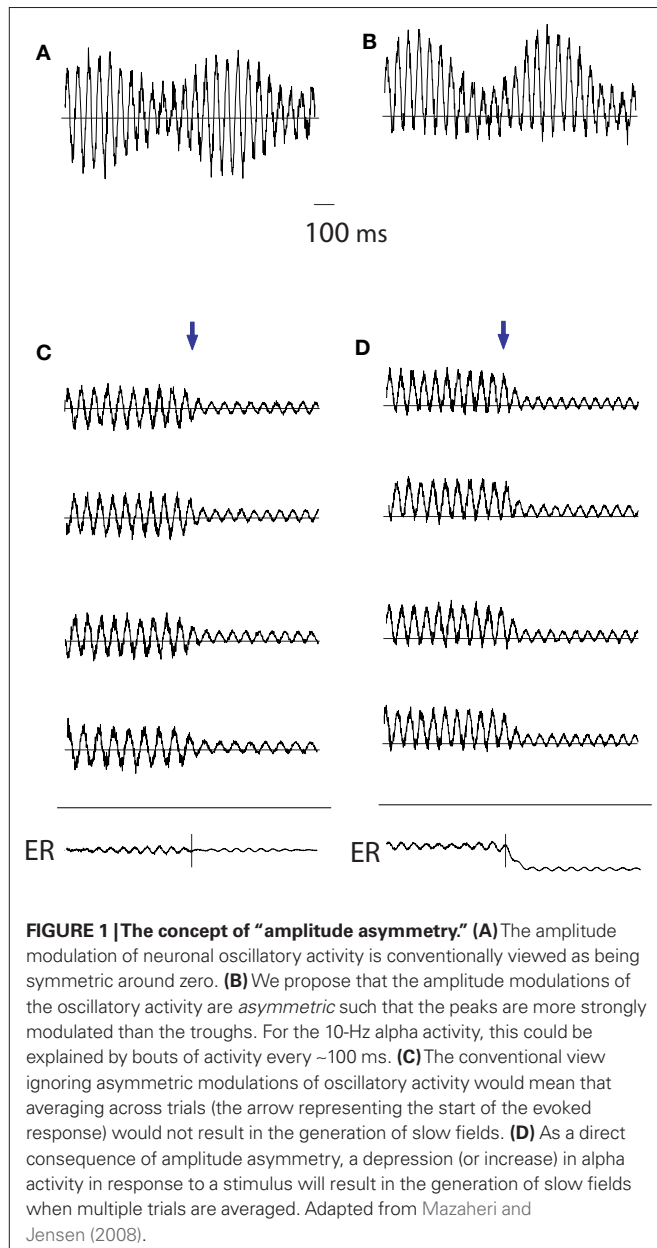 A
B
100 ms
C
D
ER
ER
FIGURE 1 | The concept of “amplitude asymmetry.” (A) The amplitude
modulation of neuronal oscillatory activity is conventionally viewed as being
symmetric around zero. (B) We propose that the amplitude modulations of
the oscillatory activity are asymmetric such that the peaks are more strongly
modulated than the troughs. For the 10-Hz alpha activity, this could be
explained by bouts of activity every ~100 ms. (C) The conventional view
ignoring asymmetric modulations of oscillatory activity would mean that
averaging across trials (the arrow representing the start of the evoked
response) would not result in the generation of slow fields. (D) As a direct
consequence of amplitude asymmetry, a depression (or increase) in alpha
activity in response to a stimulus will result in the generation of slow fields
when multiple trials are averaged. Adapted from Mazaheri and
Jensen (2008).